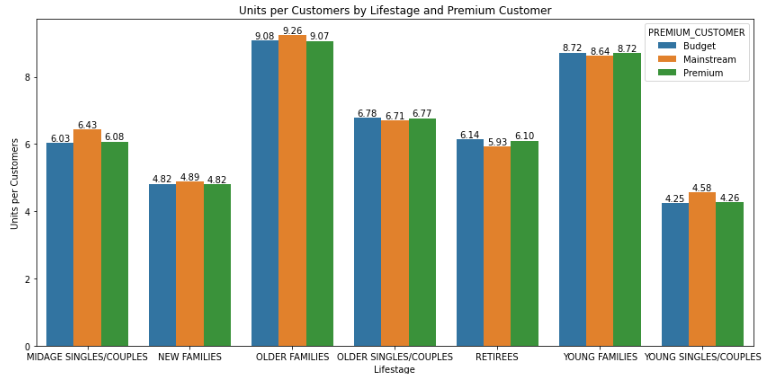 Units per Customers by Lifestage and Premium Customer
PREMIUM_CUSTOMER
Budget
Mainstream
Premium
Units per Customers
8
6
4
2
0
6.03 6.43 6.08
4.82 4.89 4.82
9.08 9.26 9.07
6.78 6.71 6.77
6.14 5.93 6.10
8.72 8.64 8.72
4.25 4.58 4.26
MIDAGE SINGLES/COUPLES NEW FAMILIES OLDER FAMILIES OLDER SINGLES/COUPLES RETIREES YOUNG FAMILIES YOUNG SINGLES/COUPLES
Lifestage